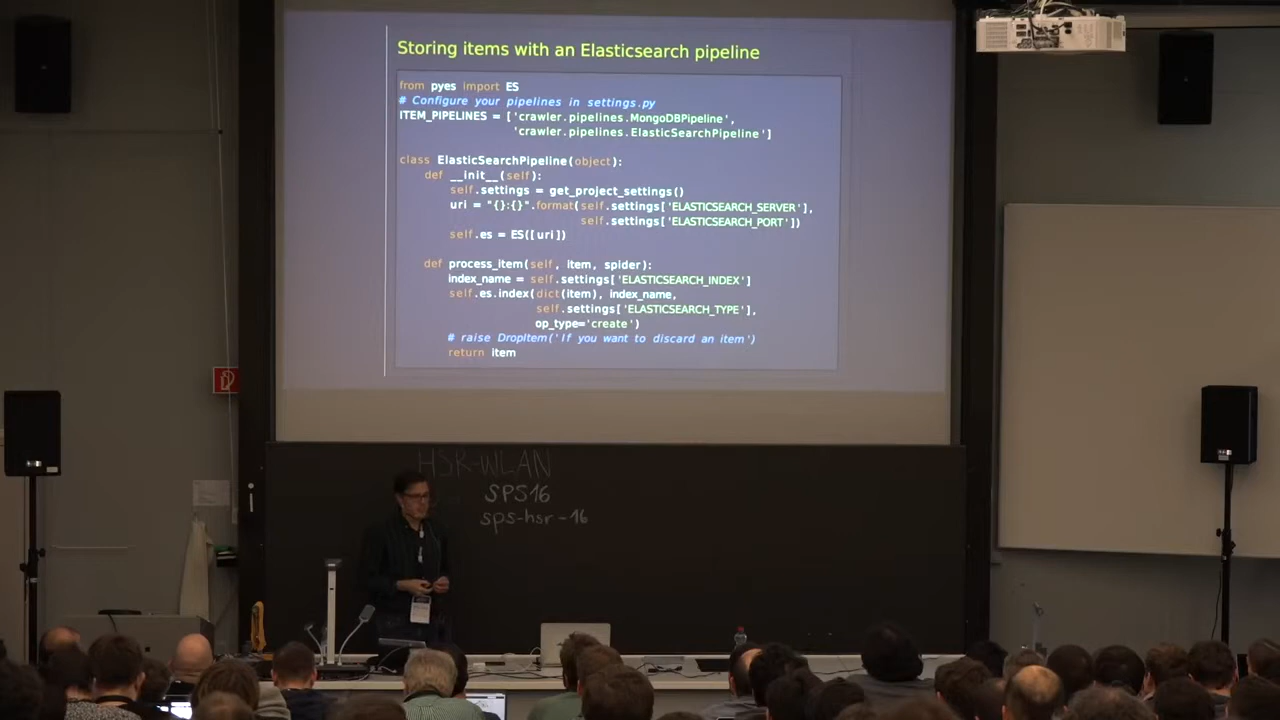 Storing items with an Elasticsearch pipeline
from pyes import ES
# Configure your pipelines in settings.py
ITEM_PIPELINES = ['crawler.pipelines.MongoDBPipeline',
'crawler.pipelines.ElasticSearchPipeline']
class ElasticSearchPipeline(object):
def __init__(self):
self.settings = get_project_settings()
uri = "{}:{}".format(self.settings['ELASTICSEARCH_SERVER'],
self.settings['ELASTICSEARCH_PORT'])
self.es = ES([uri])
def process_item(self, item, spider):
index_name = self.settings['ELASTICSEARCH_INDEX']
self.es.index(dict(item), index_name,
self.settings['ELASTICSEARCH_TYPE'],
op_type='create')
# raise DropItem('If you want to discard an item')
return item
HSR-WLAN
SPS16
sps-hsr-16